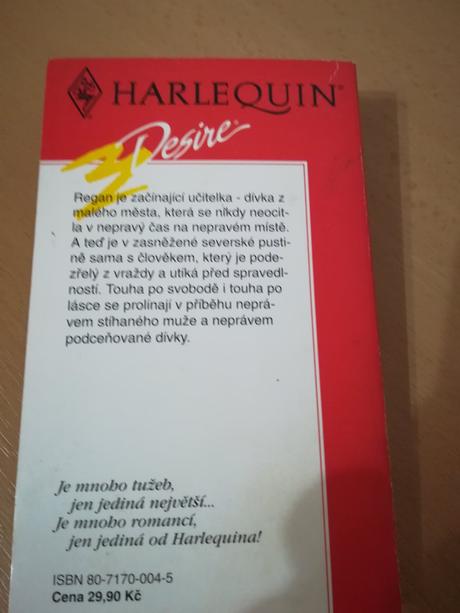 HARLEQUIN®
Desire®
Regan je začínající učitelka - dívka z
malého města, která se nikdy neocit-
la v nepravý čas na nepravém místě.
A teď je v zasněžené severské pusti-
ně sama s člověkem, který je pode-
zřelý z vraždy a utíká před spravedl-
ností. Touha po svobodě i touha po
lásce se prolínají v příběhu neprá-
vem stíhaného muže a neprávem
podceňované dívky.
Je mnoho tužeb,
jen jediná největší...
Je mnoho romancí,
jen jediná od Harlequina!
ISBN 80-7170-004-5
Cena 29,90 Kč